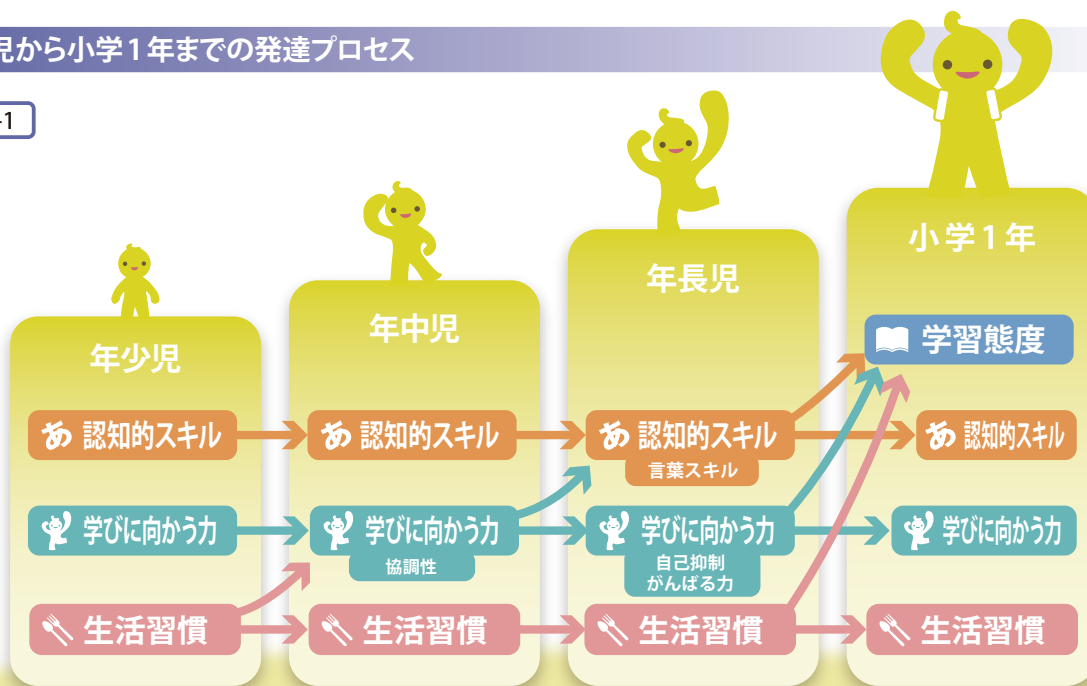 児から小学1年までの発達プロセス
-1
年少児
あ 認知的スキル
学びに向かう力
生活習慣
年中児
あ 認知的スキル
学びに向かう力
協調性
生活習慣
年長児
あ 認知的スキル
言葉スキル
学びに向かう力
自己抑制
がんばる力
生活習慣
小学1年
学習態度
あ 認知的スキル
学びに向かう力
生活習慣